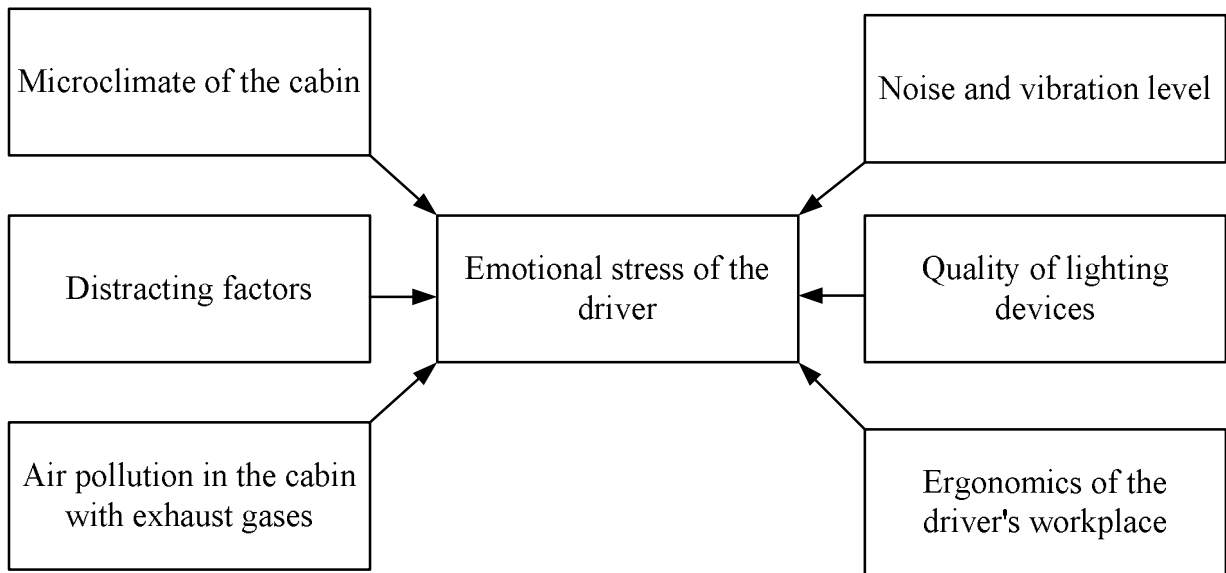 Microclimate of the cabin
Noise and vibration level
Distracting factors
Emotional stress of the
driver
Quality of lighting
devices
Air pollution in the cabin
with exhaust gases
Ergonomics of the
driver's workplace